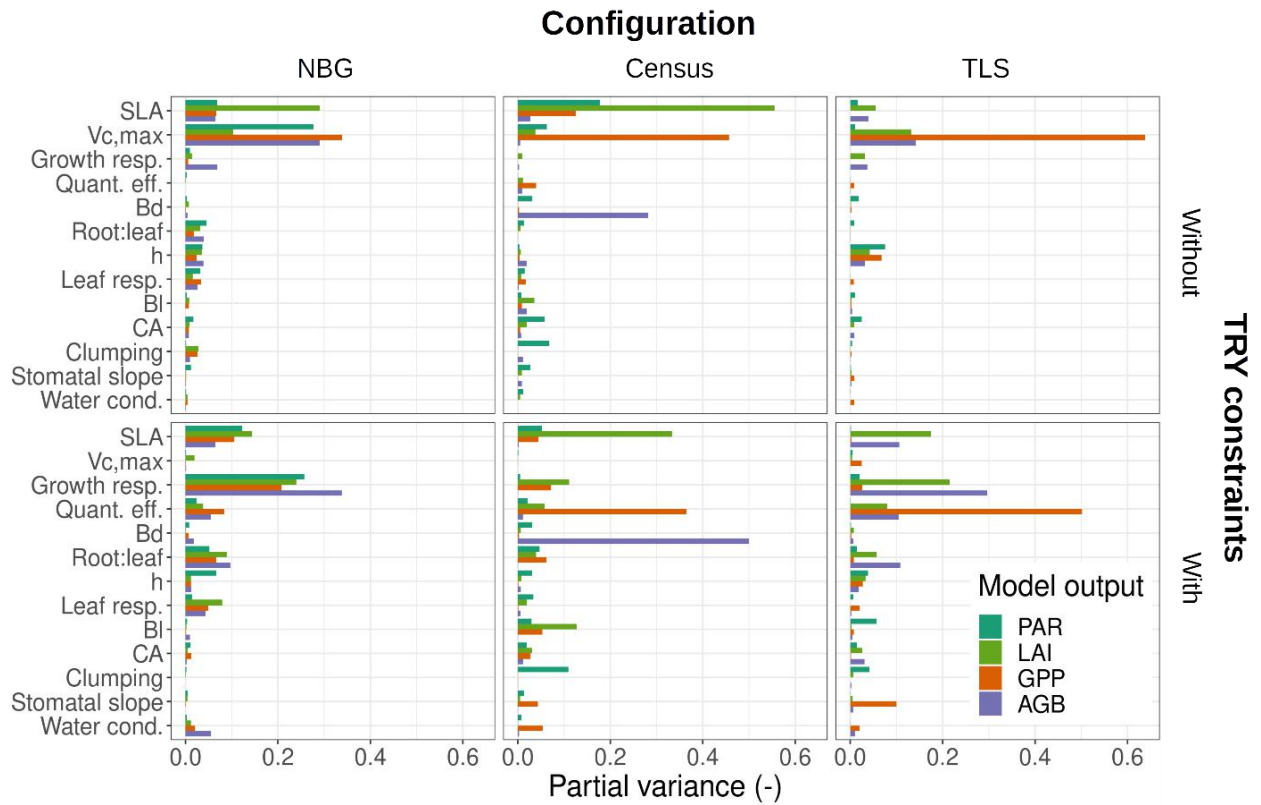 Configuration
NBG Census TLS
SLA
Vc,max
Growth resp.
Quant. eff.
Bd
Root:leaf
h
Leaf resp.
Bl
CA
Clumping
Stomatal slope
Water cond.
Without
SLA
Vc,max
Growth resp.
Quant. eff.
Bd
Root:leaf
h
Leaf resp.
Bl
CA
Clumping
Stomatal slope
Water cond.
With
TRY constraints
Model output
PAR
LAI
GPP
AGB
0.0 0.2 0.4 0.6 0.0 0.2 0.4 0.6 0.0 0.2 0.4 0.6
Partial variance (-)